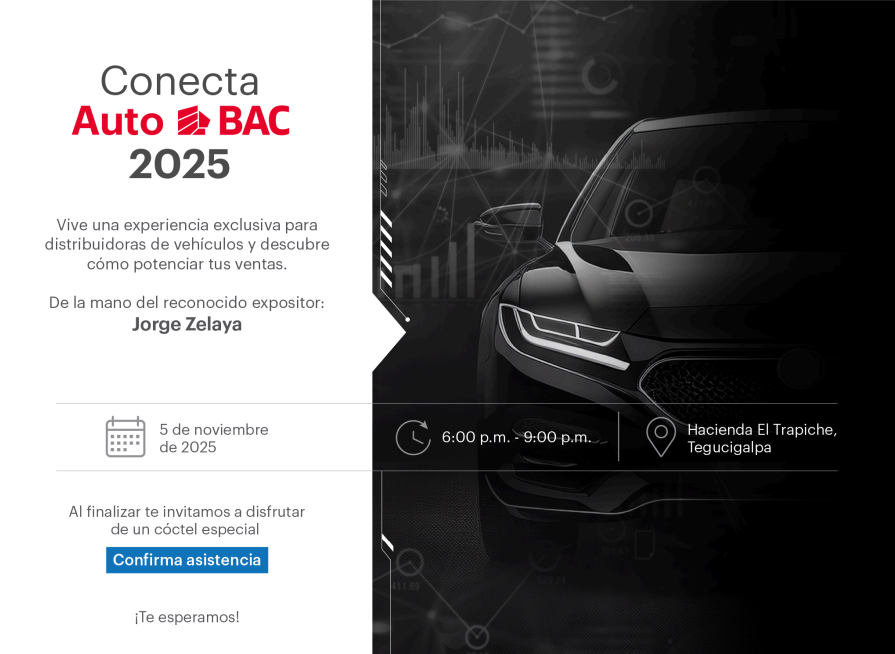 Conecta
Auto BAC
2025
Vive una experiencia exclusiva para
distribuidoras de vehículos y descubre
cómo potenciar tus ventas.
De la mano del reconocido expositor:
Jorge Zelaya
5 de noviembre
de 2025
6:00 p.m. - 9:00 p.m.
Hacienda El Trapiche,
Tegucigalpa
Al finalizar te invitamos a disfrutar
de un cóctel especial
Confirma asistencia
¡Te esperamos!